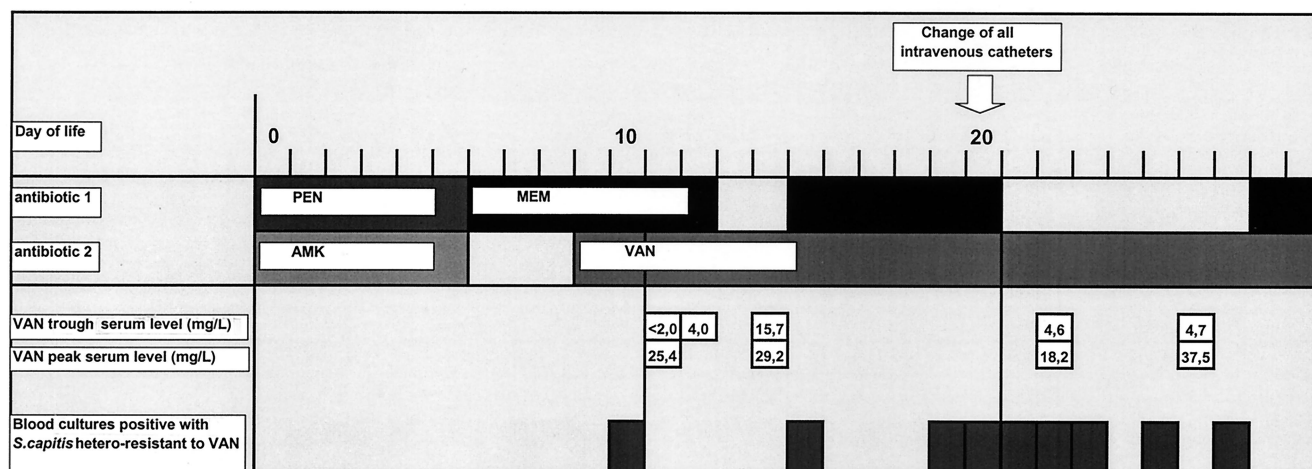 Change of all
intravenous catheters
Day of life
0 10 20
antibiotic 1 PEN MEM
antibiotic 2 AMK VAN
VAN trough serum level (mg/L) <2,0 4,0 15,7 4,6 4,7
VAN peak serum level (mg/L) 25,4 29,2 18,2 37,5
Blood cultures positive with
S.capitis hetero-resistant to VAN